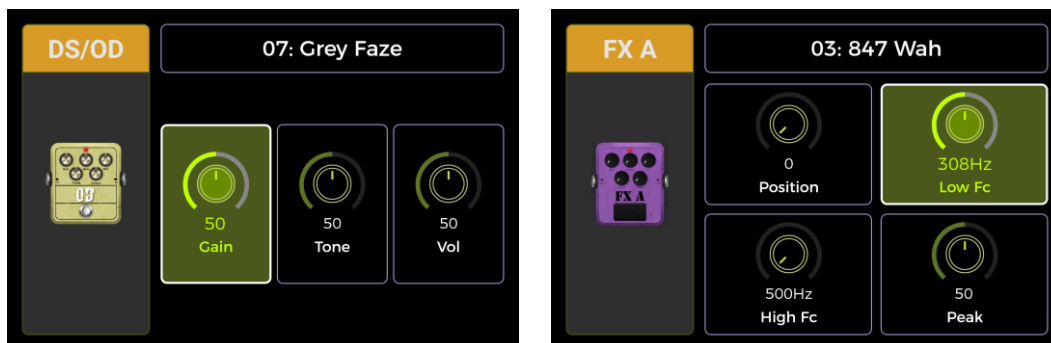 DS/OD
07: Grey Faze
50
Gain
50
Tone
50
Vol
FX A
03: 847 Wah
FX A
0
Position
308Hz
Low Fc
500Hz
High Fc
50
Peak